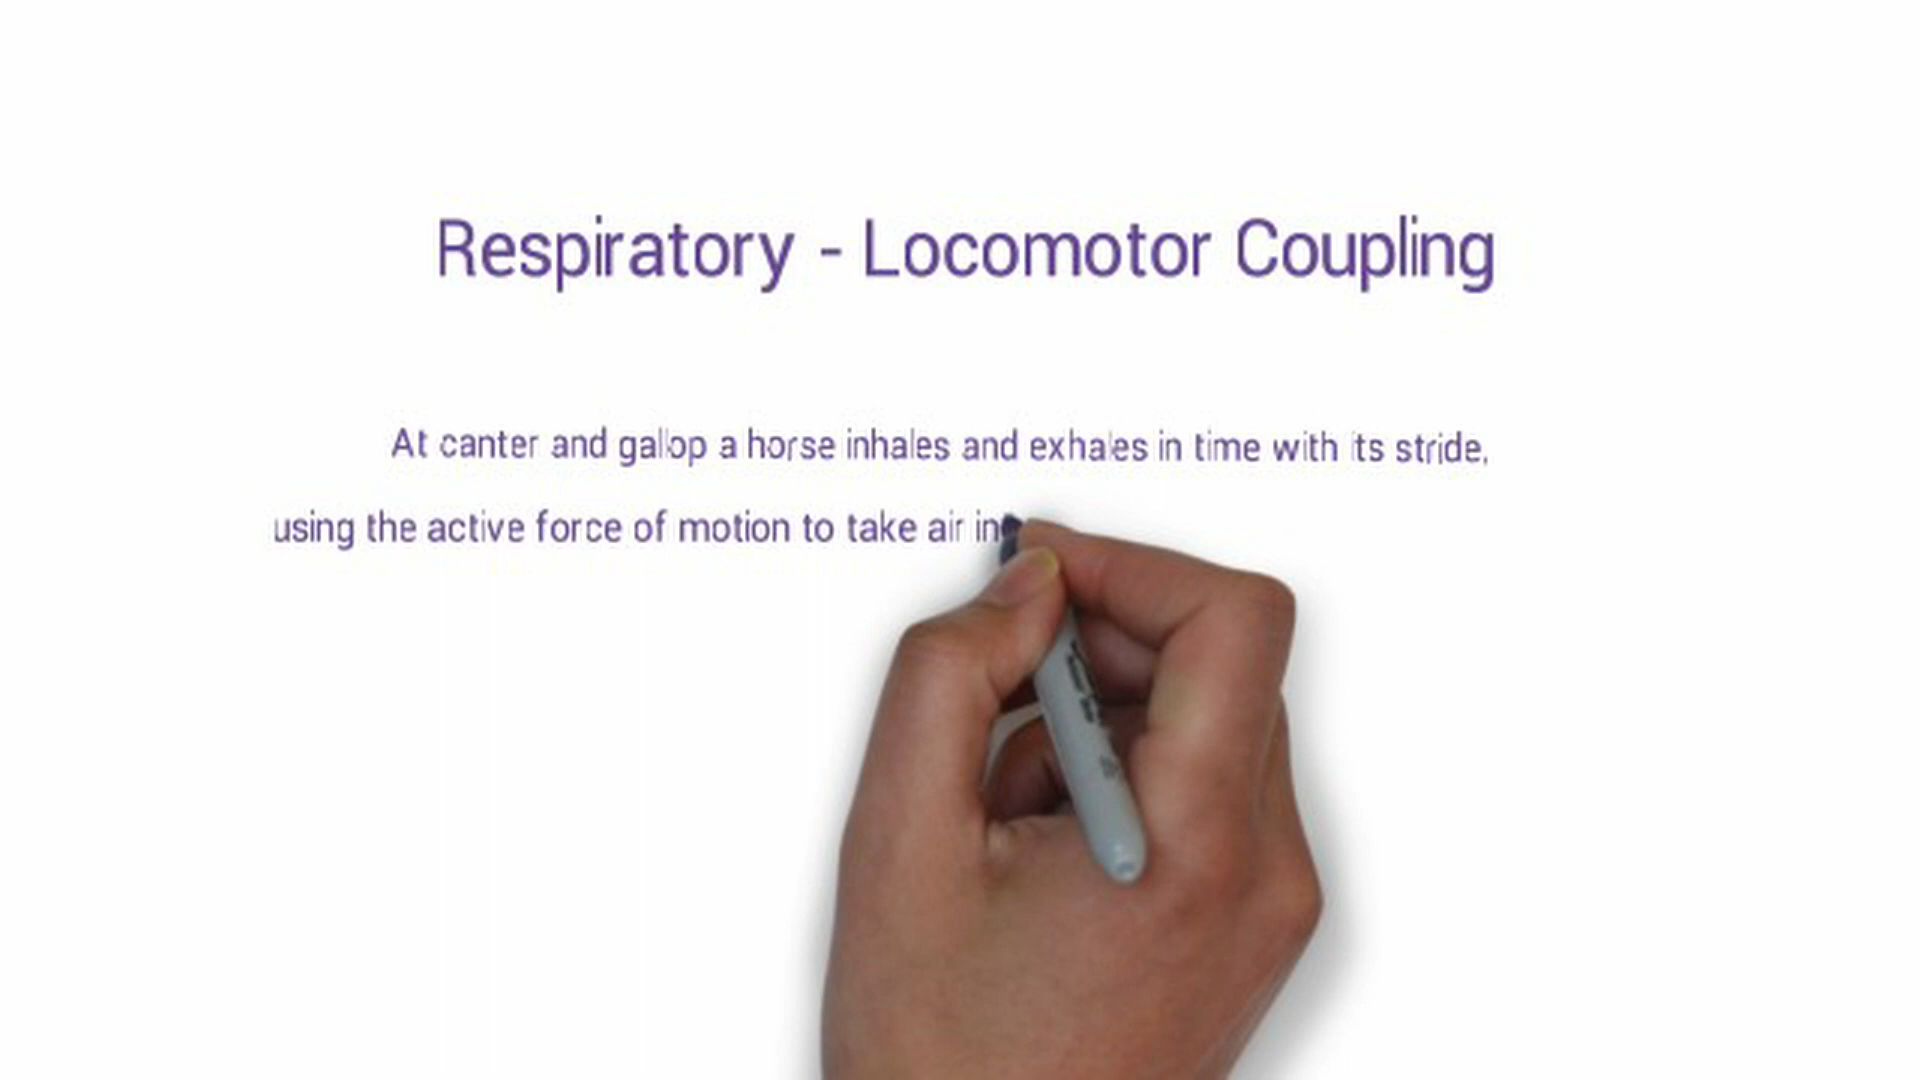 Respiratory - Locomotor Coupling
At canter and gallop a horse inhales and exhales in time with its stride,
using the active force of motion to take air in